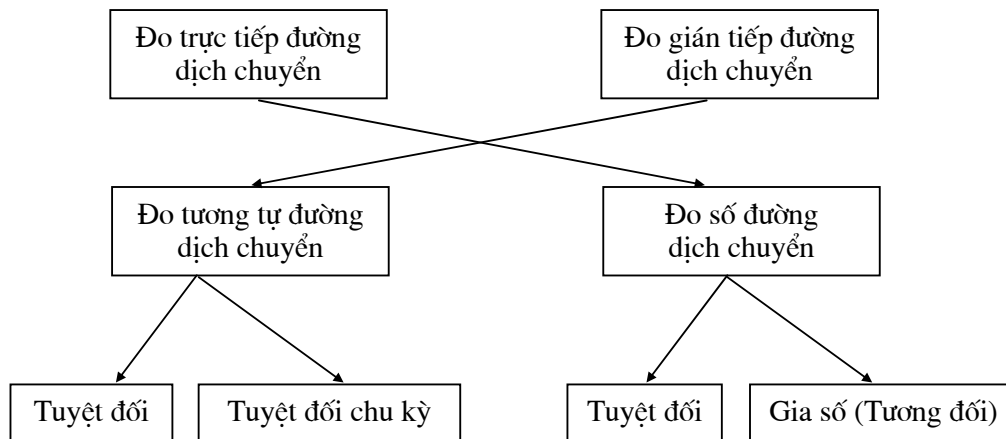 Đo trực tiếp đường
dịch chuyển
Đo gián tiếp đường
dịch chuyển
Đo tương tự đường
dịch chuyển
Đo số đường
dịch chuyển
Tuyệt đối
Tuyệt đối chu kỳ
Tuyệt đối
Gia số (Tương đối)